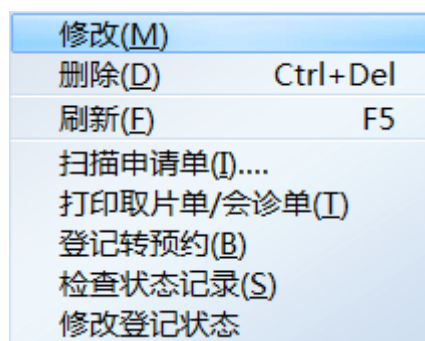 修改(M)
删除(D) Ctrl+Del
刷新(F) F5
扫描申请单(I)....
打印取片单/会诊单(T)
登记转预约(B)
检查状态记录(S)
修改登记状态